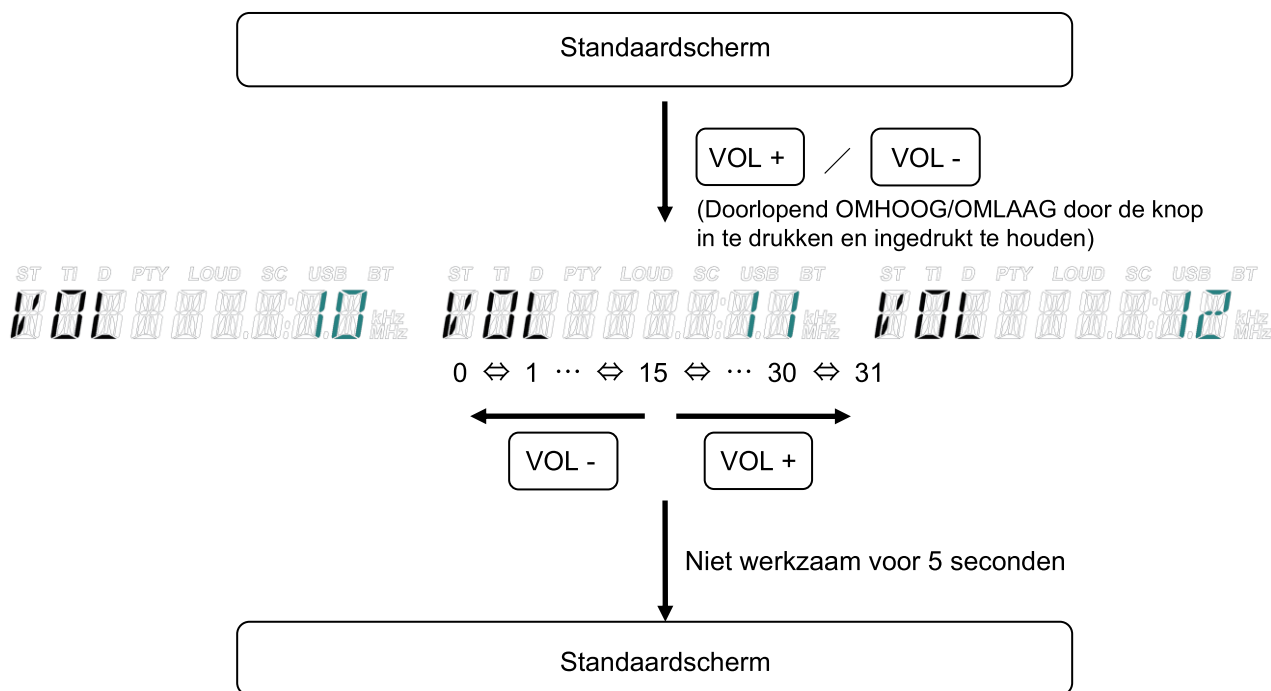 Standaardscherm
VOL + ／ VOL -
(Doorlopend OMHOOG/OMLAAG door de knop
in te drukken en ingedrukt te houden)
ST TI D PTY LOUD SC USB BT
VOL 10 kHz MHz
ST TI D PTY LOUD SC USB BT
VOL 11 kHz MHz
ST TI D PTY LOUD SC USB BT
VOL 12 kHz MHz
0 ⇔ 1 ⋯ ⇔ 15 ⇔ ⋯ 30 ⇔ 31
VOL - VOL +
Niet werkzaam voor 5 seconden
Standaardscherm